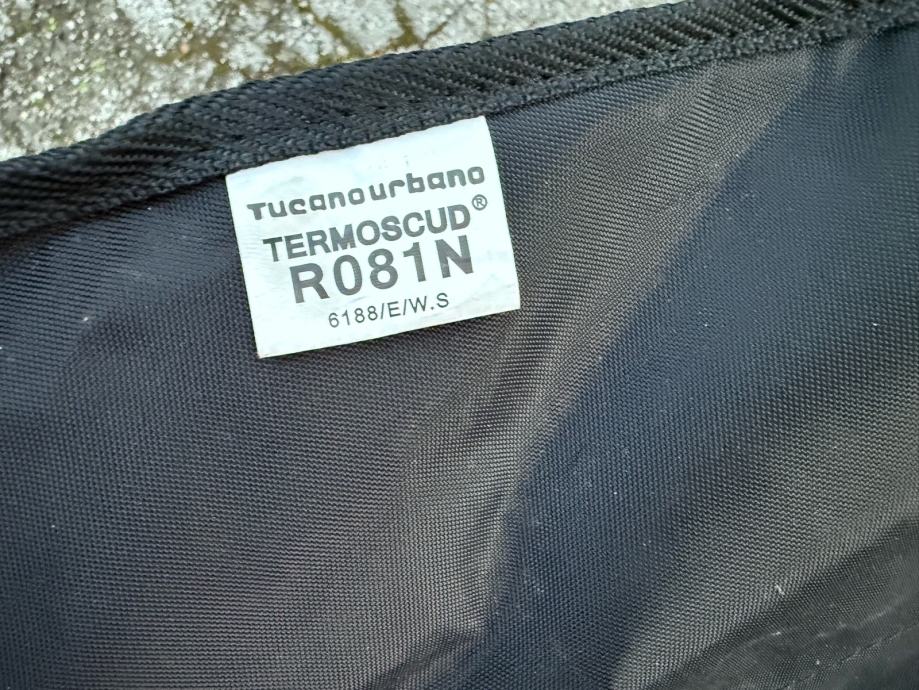 Tucanourbano
TERMOSCUD®
R081N
6188/E/W.S